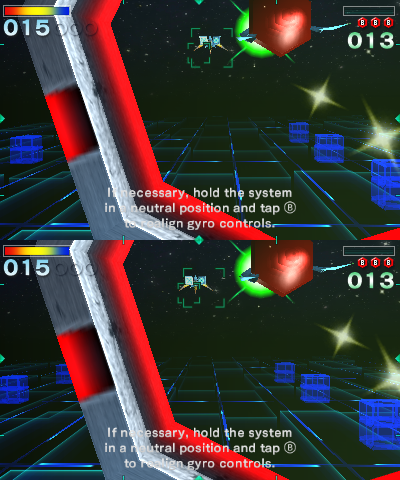 015
B B B
013
If necessary, hold the system
in a neutral position and tap Ⓑ
to realign gyro controls.
015
B B B
013
If necessary, hold the system
in a neutral position and tap Ⓑ
to realign gyro controls.